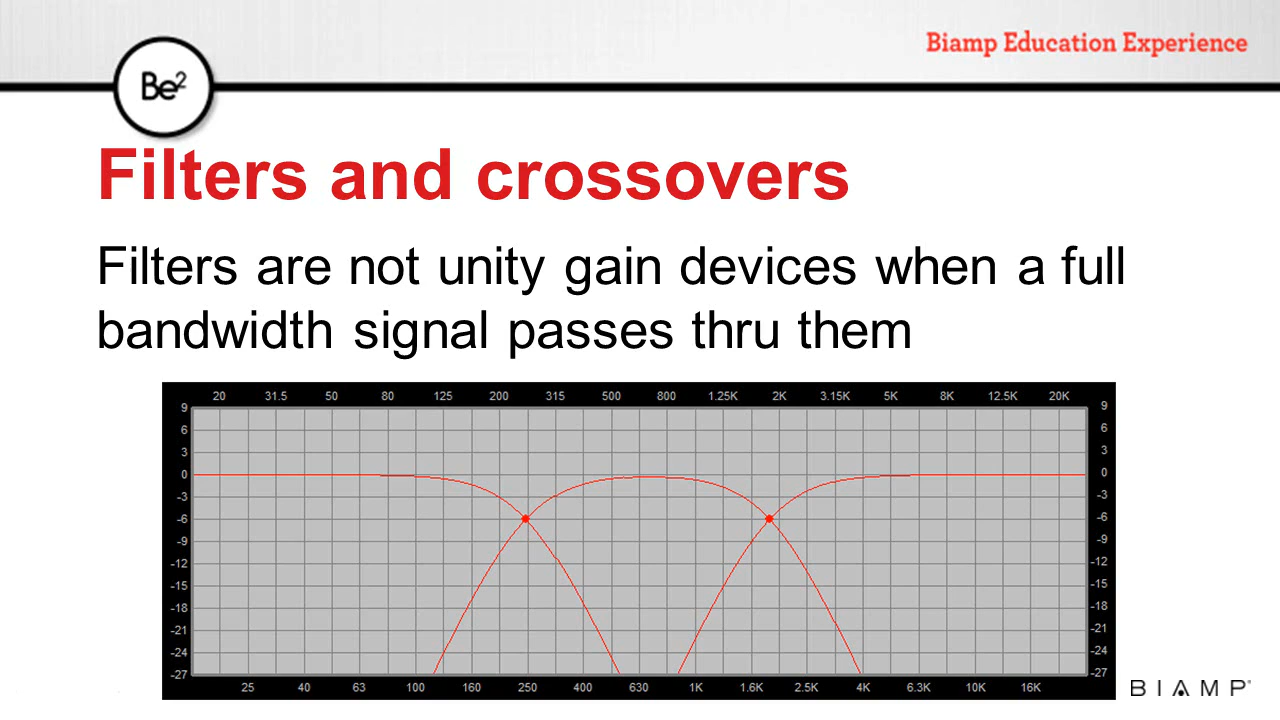 Biamp Education Experience
Be²
Filters and crossovers
Filters are not unity gain devices when a full
bandwidth signal passes thru them
20 31.5 50 80 125 200 315 500 800 1.25K 2K 3.15K 5K 8K 12.5K 20K
9 9
6 6
3 3
0 0
-3 -3
-6 -6
-9 -9
-12 -12
-15 -15
-18 -18
-21 -21
-24 -24
-27 -27
25 40 63 100 160 250 400 630 1K 1.6K 2.5K 4K 6.3K 10K 16K
BIAMP